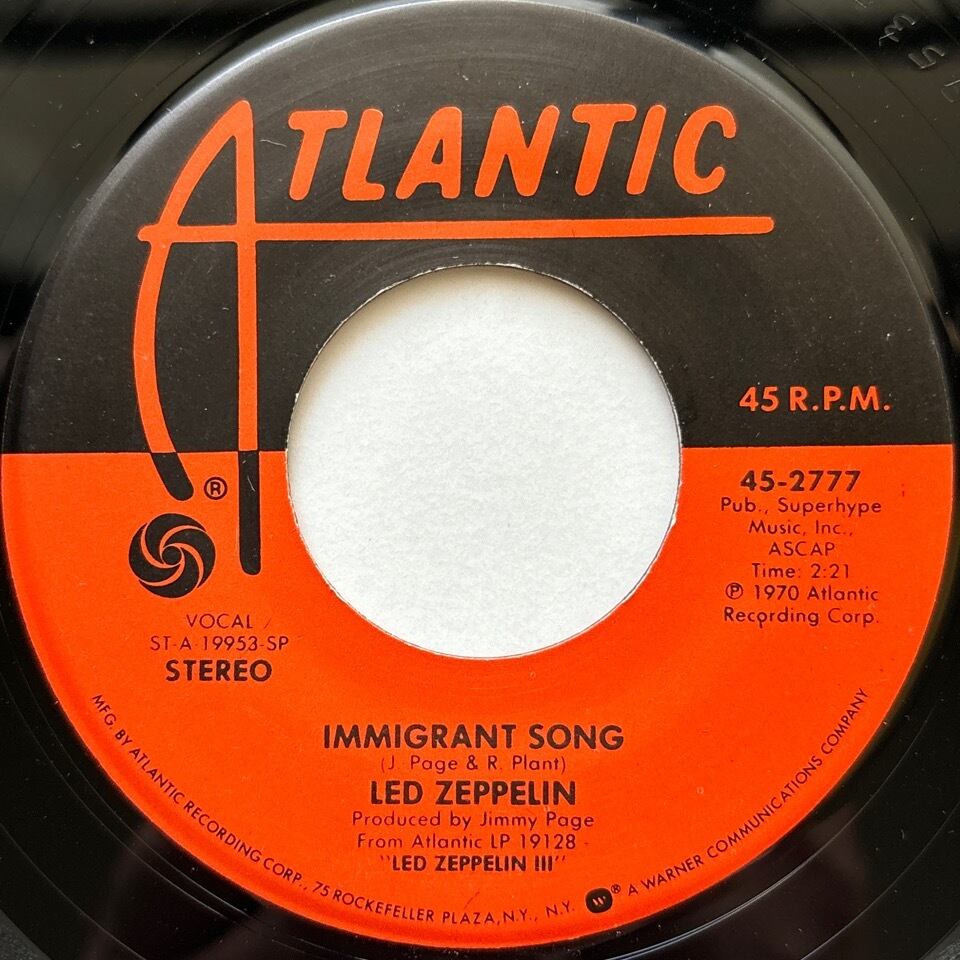 ATLANTIC
45 R.P.M.
®
45-2777
Pub., Superhype
Music, Inc.,
ASCAP
Time: 2:21
℗ 1970 Atlantic
Recording Corp.
VOCAL
ST-A-19953-SP
STEREO
IMMIGRANT SONG
(J. Page & R. Plant)
LED ZEPPELIN
Produced by Jimmy Page
From Atlantic LP 19128
"LED ZEPPELIN III"
MFG. BY ATLANTIC RECORDING CORP., 75 ROCKEFELLER PLAZA, N.Y., N.Y. ® A WARNER COMMUNICATIONS COMPANY